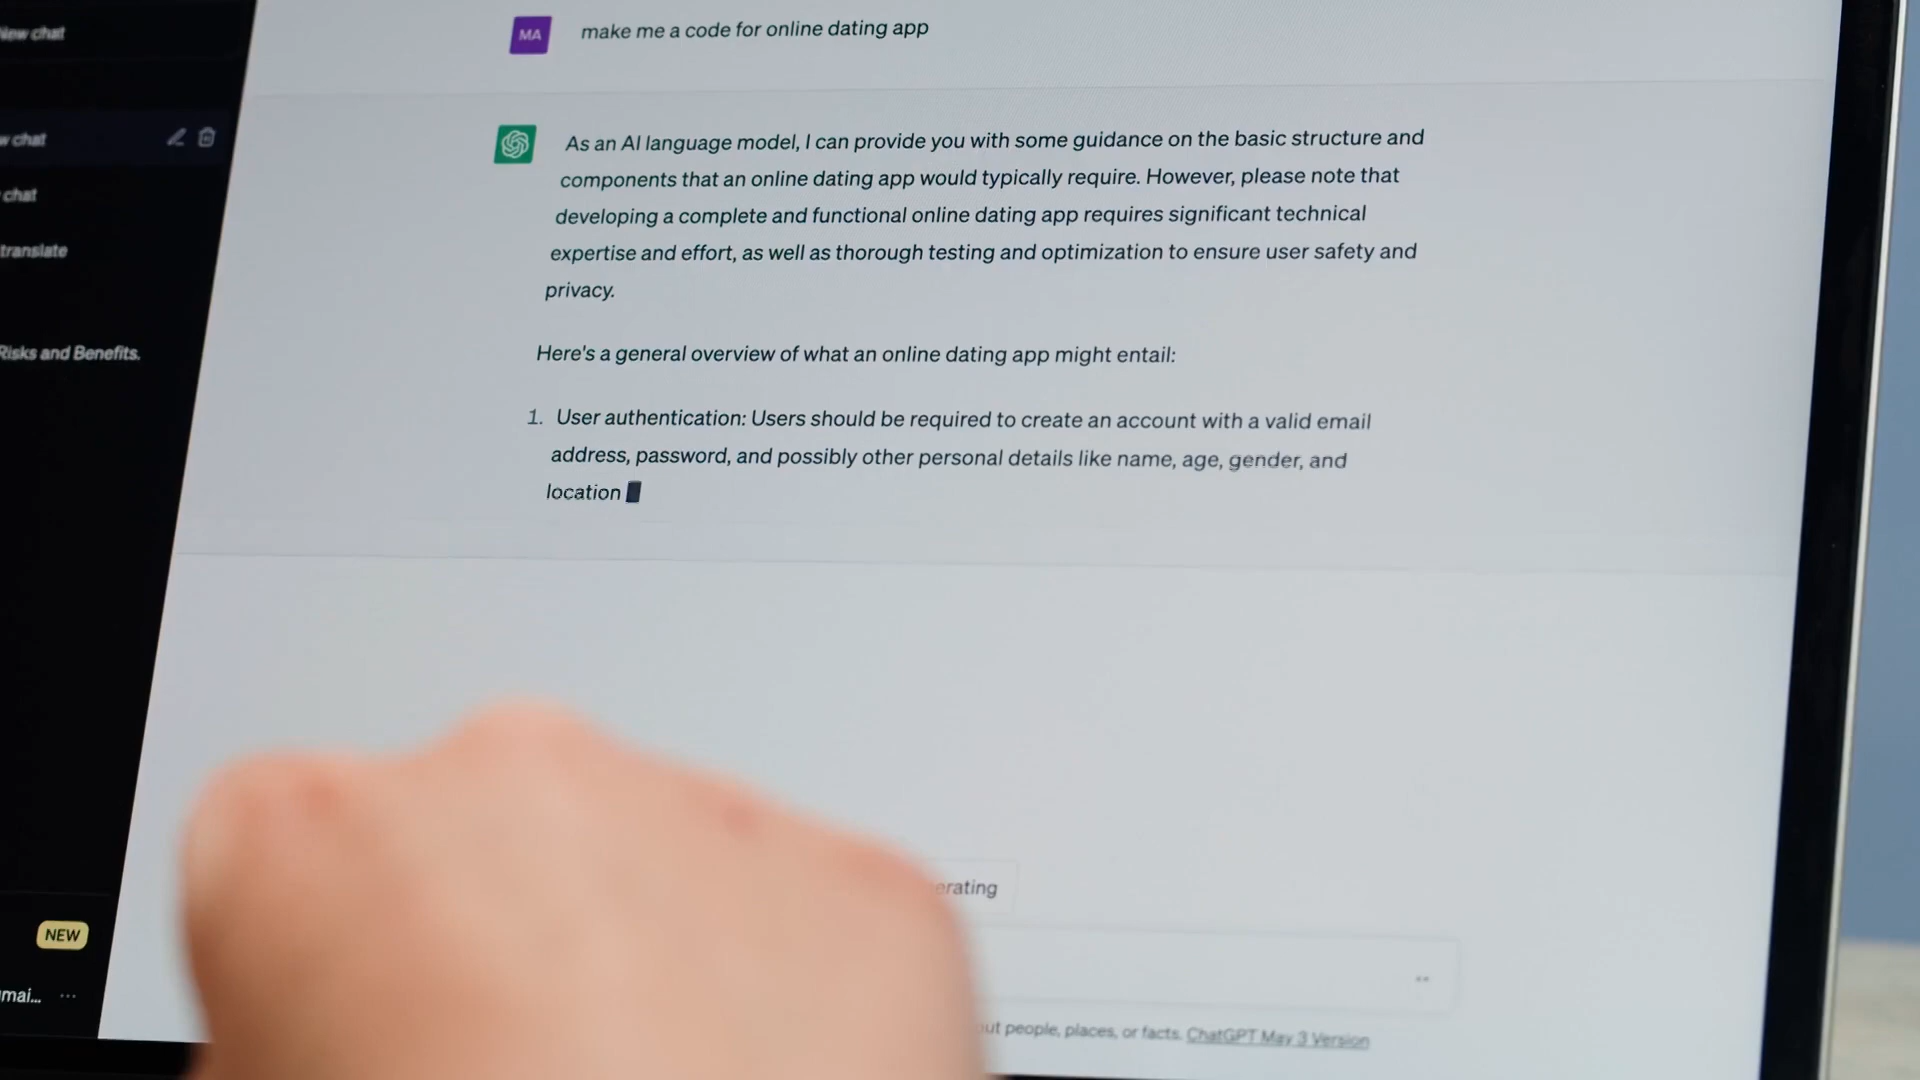 New chat
MA
make me a code for online dating app
w chat
As an AI language model, I can provide you with some guidance on the basic structure and
components that an online dating app would typically require. However, please note that
developing a complete and functional online dating app requires significant technical
expertise and effort, as well as thorough testing and optimization to ensure user safety and
privacy.
chat
translate
Risks and Benefits.
Here's a general overview of what an online dating app might entail:
1. User authentication: Users should be required to create an account with a valid email
address, password, and possibly other personal details like name, age, gender, and
location
erating
NEW
mai...
ut people, places, or facts. ChatGPT May 3 Version